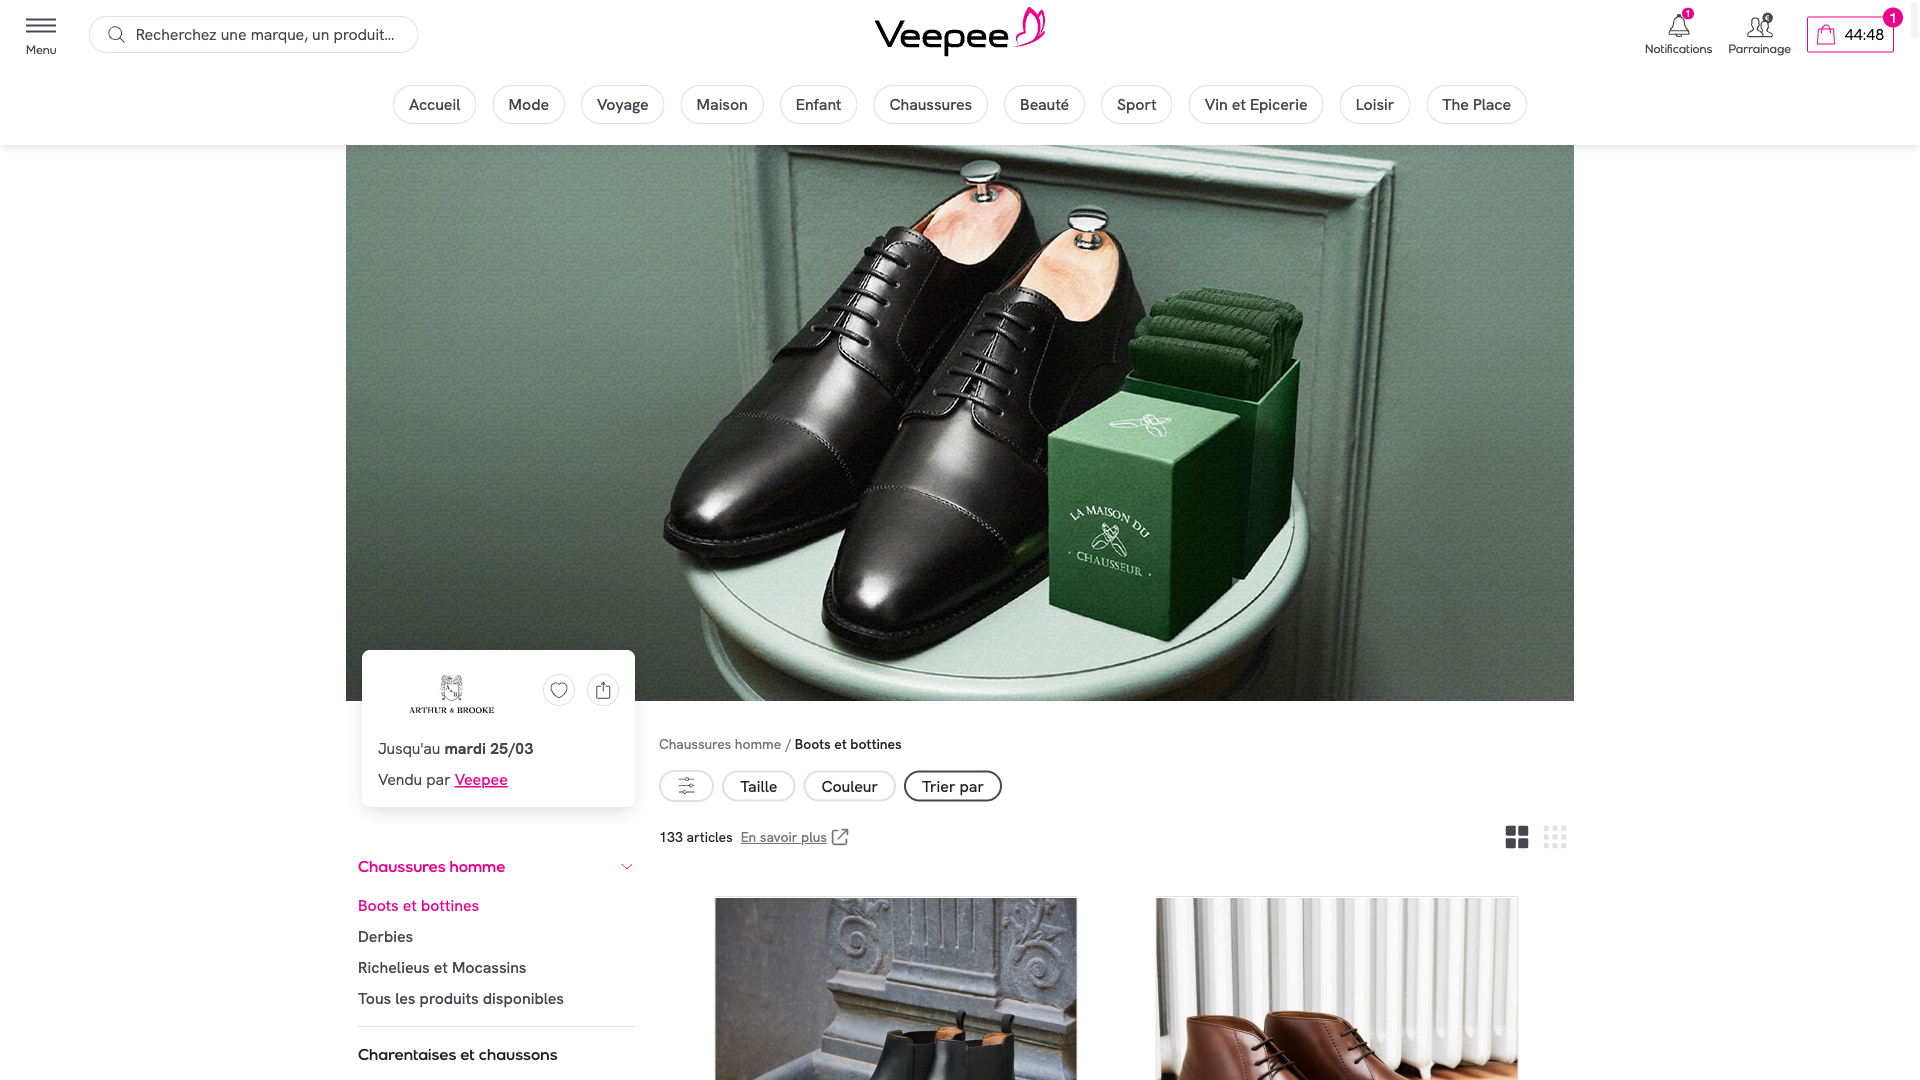 Menu
Recherchez une marque, un produit...
Veepee
1
Notifications
Parrainage
€
44:48
1
Accueil
Mode
Voyage
Maison
Enfant
Chaussures
Beauté
Sport
Vin et Epicerie
Loisir
The Place
LA MAISON DU
CHAUSSEUR
ARTHUR & BROOKE
Jusqu'au mardi 25/03
Vendu par Veepee
Chaussures homme / Boots et bottines
Taille
Couleur
Trier par
133 articles En savoir plus
Chaussures homme
Boots et bottines
Derbies
Richelieus et Mocassins
Tous les produits disponibles
Charentaises et chaussons